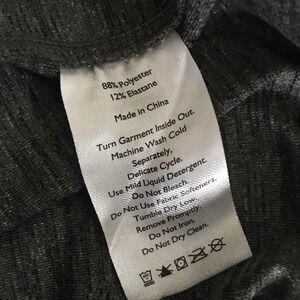 88% Polyester
12% Elastane
Made in China
Turn Garment Inside Out.
Machine Wash Cold
Separately,
Delicate Cycle.
Use Mild Liquid Detergent.
Do Not Bleach.
Do Not Use Fabric Softeners.
Tumble Dry Low.
Remove Promptly.
Do Not Iron.
Do Not Dry Clean.